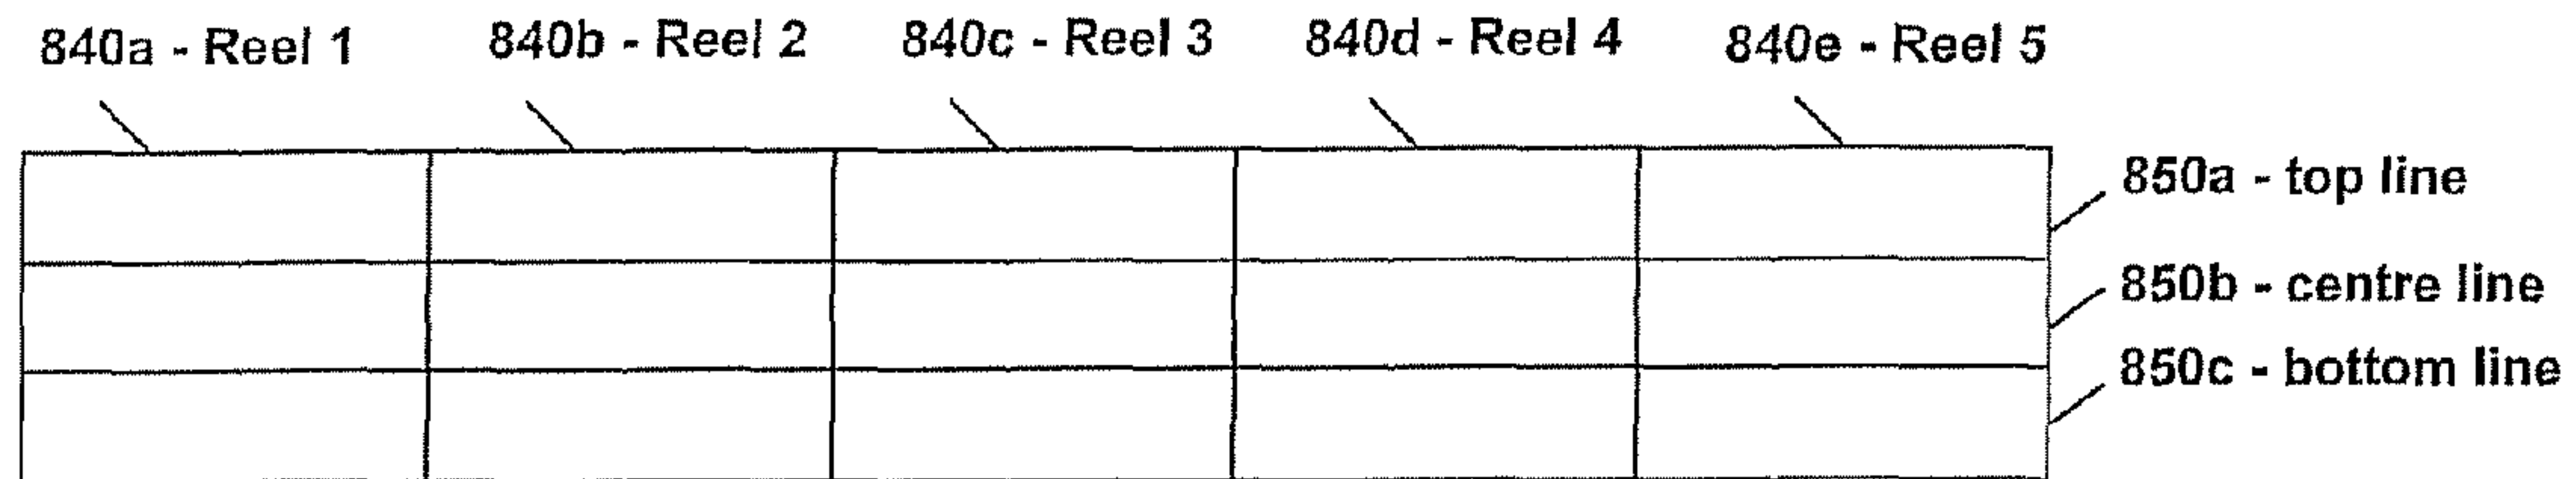 840a - Reel 1 840b - Reel 2 840c - Reel 3 840d - Reel 4 840e - Reel 5
850a - top line
850b - centre line
850c - bottom line